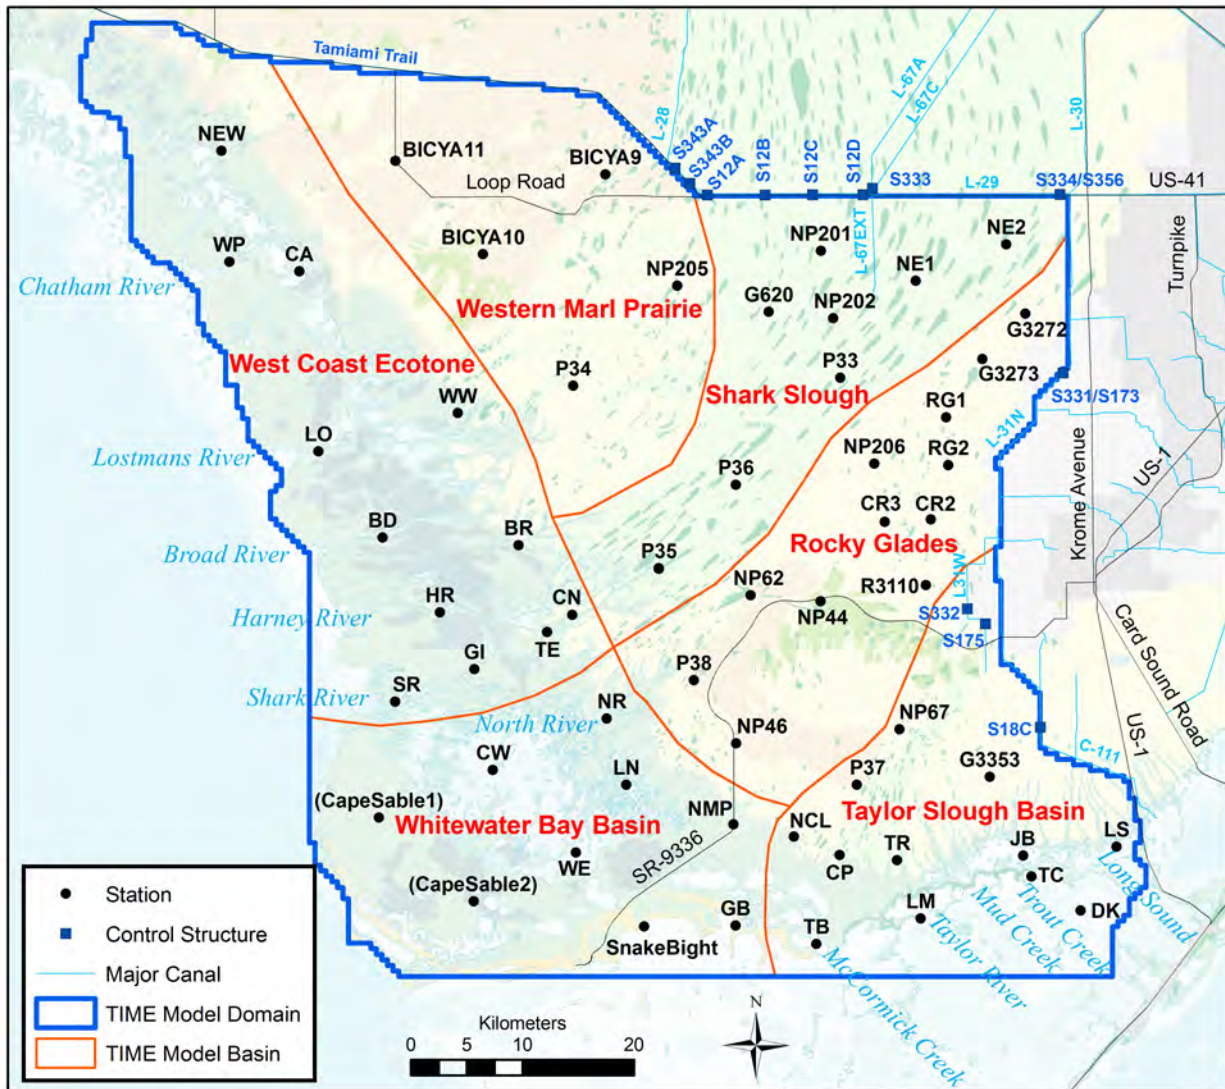 Tamiami Trail
L-28
L-67A
L-67C
L-30
NEW
BICYA11
BICYA9
Loop Road
S343A
S343B
S12A
S12B
S12C
S12D
S333
L-29
S334/S356
US-41
WP
CA
BICYA10
NP205
NP201
L-67EXT
NE2
NE1
Turnpike
Chatham River
Western Marl Prairie
G620
NP202
G3272
West Coast Ecotone
P34
P33
G3273
Shark Slough
S331/S173
WW
RG1
L-31N
LO
Lostmans River
NP206
RG2
Krome Avenue
US-1
P36
CR3
CR2
BD
BR
Broad River
P35
Rocky Glades
HR
CN
NP62
R3110
L31W
Harney River
TE
NP44
S332
S175
Card Sound Road
GI
P38
SR
Shark River
North River
NR
NP46
NP67
S18C
US-1
C-111
CW
LN
P37
G3353
(CapeSable1)
Whitewater Bay Basin
NMP
Taylor Slough Basin
NCL
TR
JB
LS
WE
SR-9336
CP
TC
Long Sound
(CapeSable2)
GB
LM
DK
Trout Creek
Mud Creek
SnakeBight
TB
Taylor River
McCormick Creek
Station
Control Structure
Major Canal
TIME Model Domain
TIME Model Basin
Kilometers
0 5 10 20
N